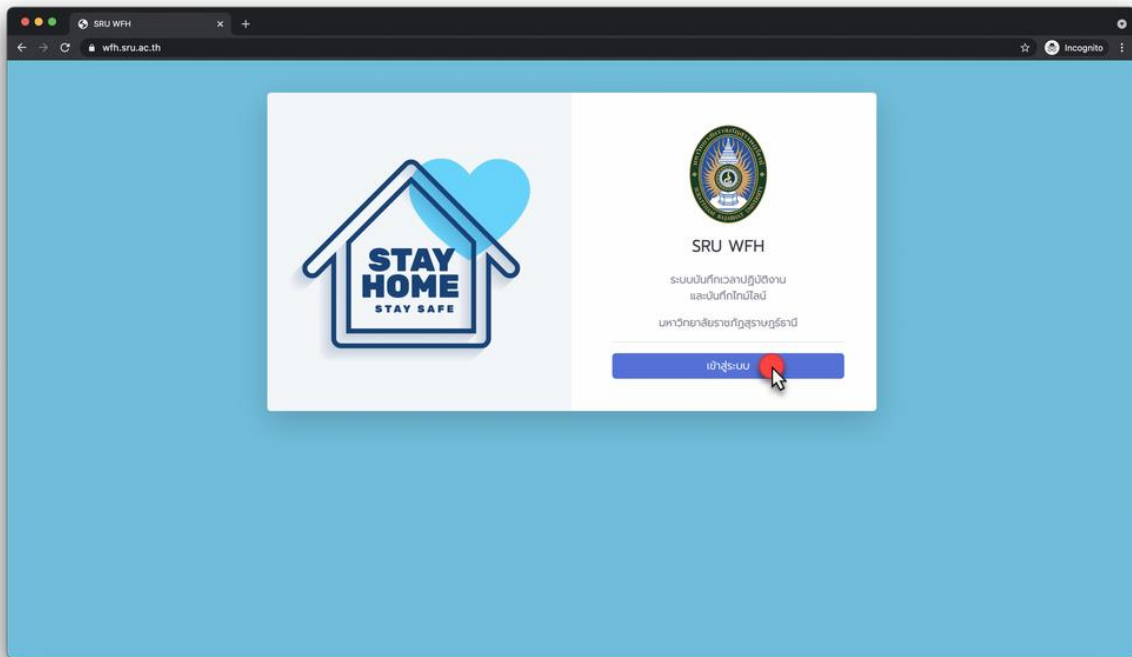 SRU WFH
wfh.sru.ac.th
Incognito
STAY
HOME
STAY SAFE
SRU WFH
ระบบบันทึกเวลาปฏิบัติงาน
และบันทึกไทม์ไลน์
มหาวิทยาลัยราชภัฏสุราษฎร์ธานี
เข้าสู่ระบบ